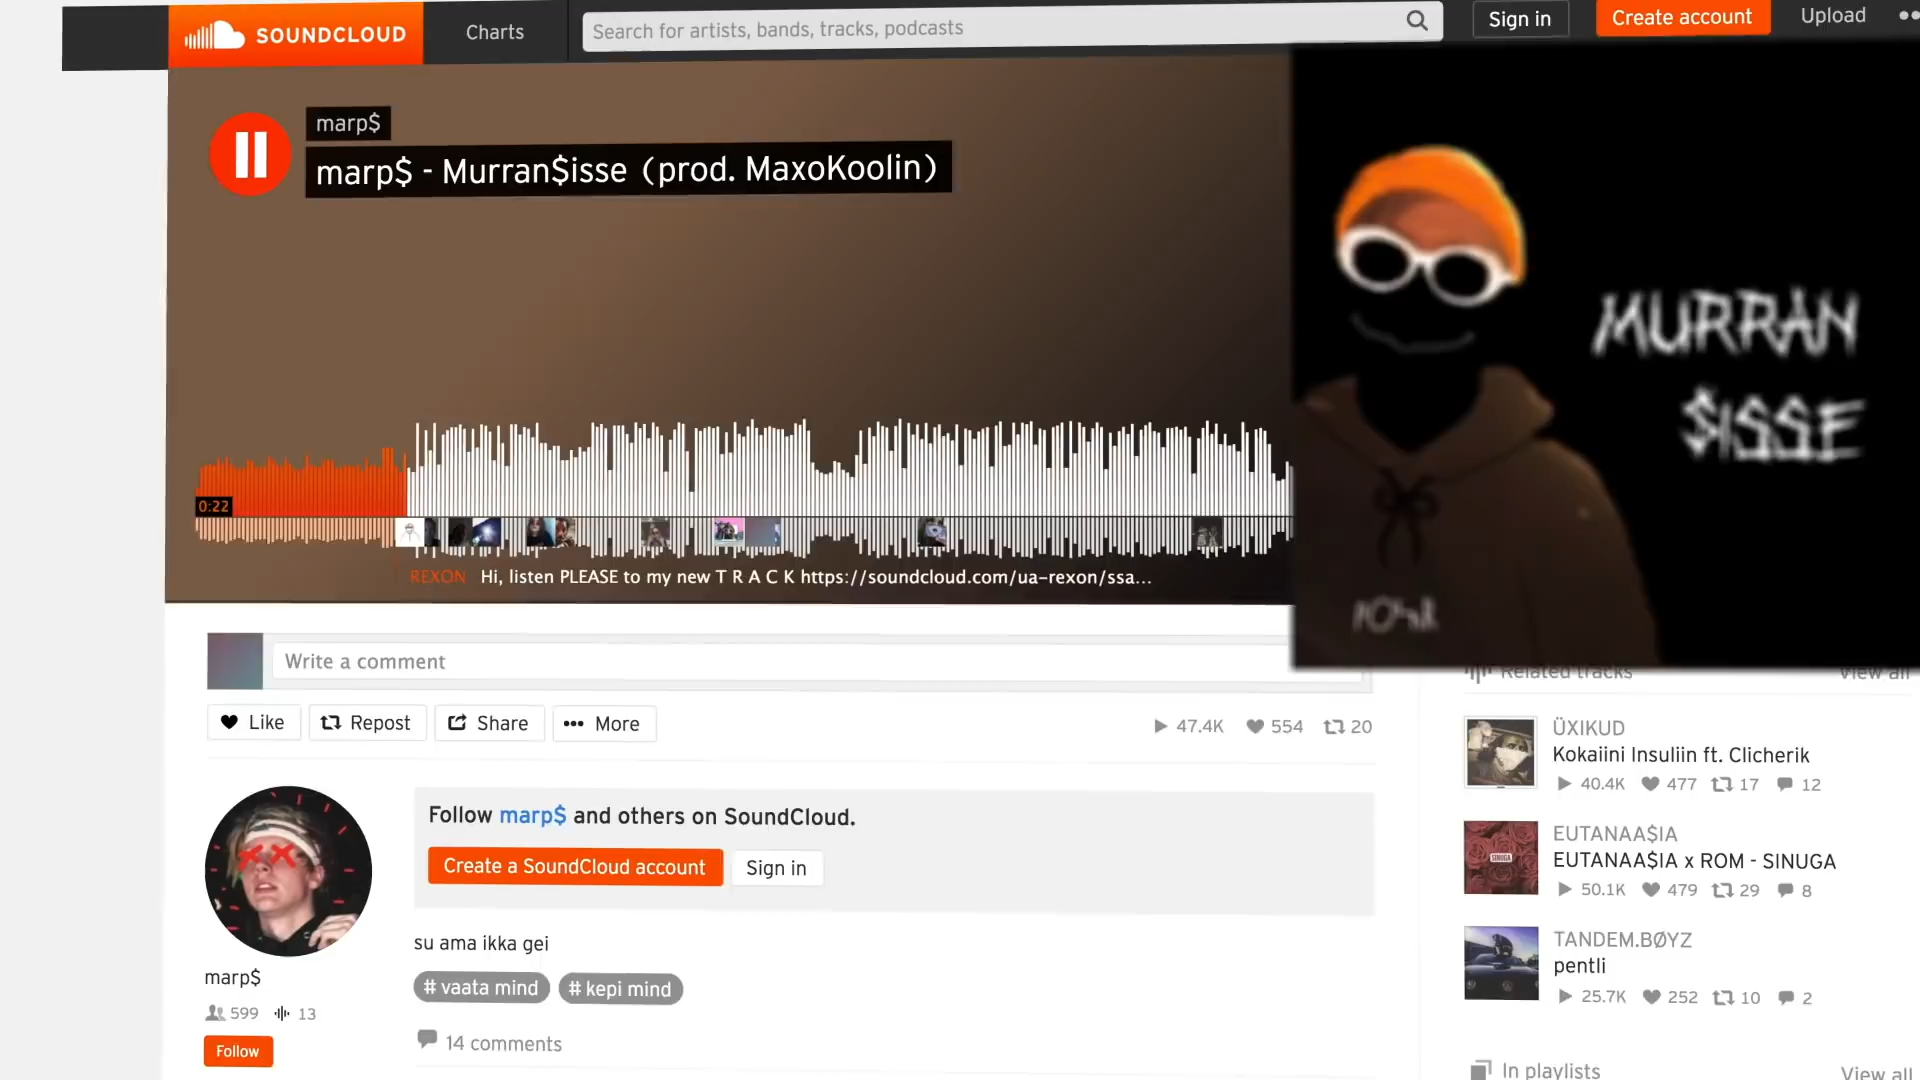 SOUNDCLOUD
Charts
Search for artists, bands, tracks, podcasts
Sign in
Create account
Upload
marp$
marp$ - Murran$isse (prod. MaxoKoolin)
MURRAN
$ISSE
0:22
REXON Hi, listen PLEASE to my new T R A C K https://soundcloud.com/ua-rexon/ssa...
Write a comment
Like
Repost
Share
More
47.4K
554
20
Follow marp$ and others on SoundCloud.
Create a SoundCloud account
Sign in
marp$
599
13
Follow
su ama ikka gei
# vaata mind
# kepi mind
14 comments
Related tracks
View all
ÜXIKUD
Kokaiini Insuliin ft. Clicherik
40.4K 477 17 12
EUTANAA$IA
EUTANAA$IA x ROM - SINUGA
50.1K 479 29 8
SINUGA
TANDEM.BØYZ
pentli
25.7K 252 10 2
In playlists
View all